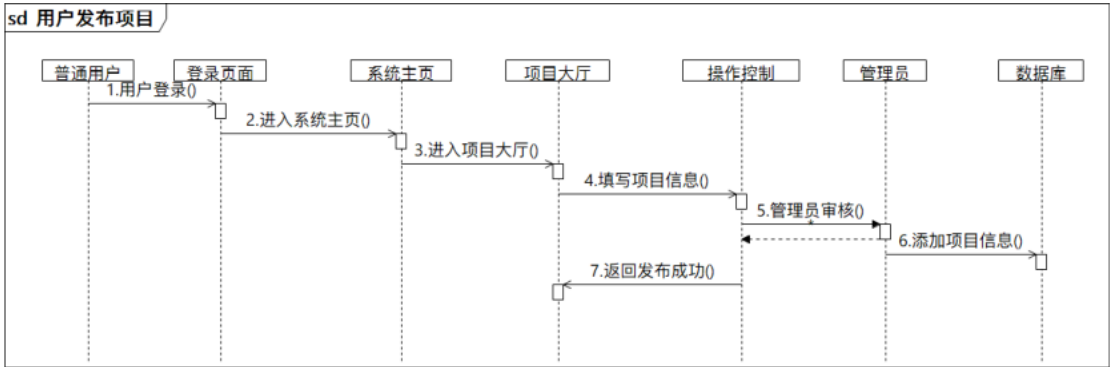 sd 用户发布项目
普通用户 登录页面 系统主页 项目大厅 操作控制 管理员 数据库
1.用户登录()
2.进入系统主页()
3.进入项目大厅()
4.填写项目信息()
5.管理员审核()
*
6.添加项目信息()
7.返回发布成功()